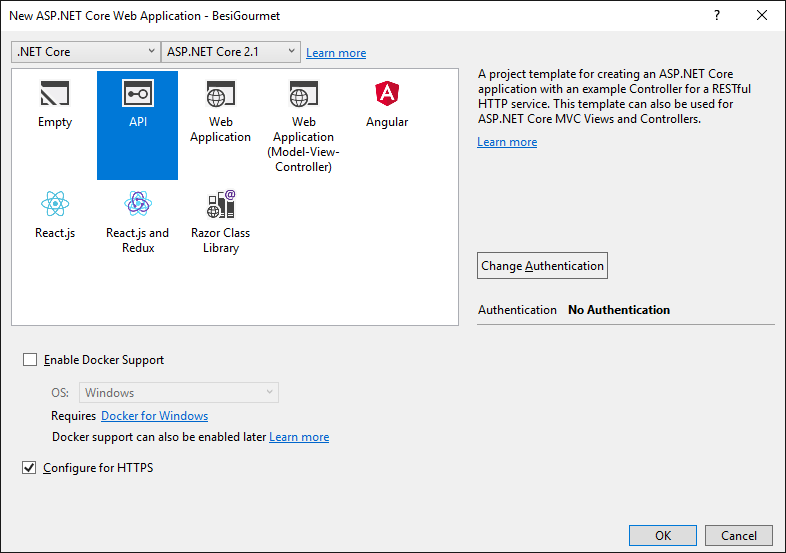 New ASP.NET Core Web Application - BesiGourmet
?
.NET Core
ASP.NET Core 2.1
Learn more
Empty
API
Web
Application
Web
Application
(Model-View-
Controller)
Angular
React.js
React.js and
Redux
Razor Class
Library
A project template for creating an ASP.NET Core
application with an example Controller for a RESTful
HTTP service. This template can also be used for
ASP.NET Core MVC Views and Controllers.
Learn more
Change Authentication
Authentication No Authentication
Enable Docker Support
OS: Windows
Requires Docker for Windows
Docker support can also be enabled later Learn more
Configure for HTTPS
OK
Cancel